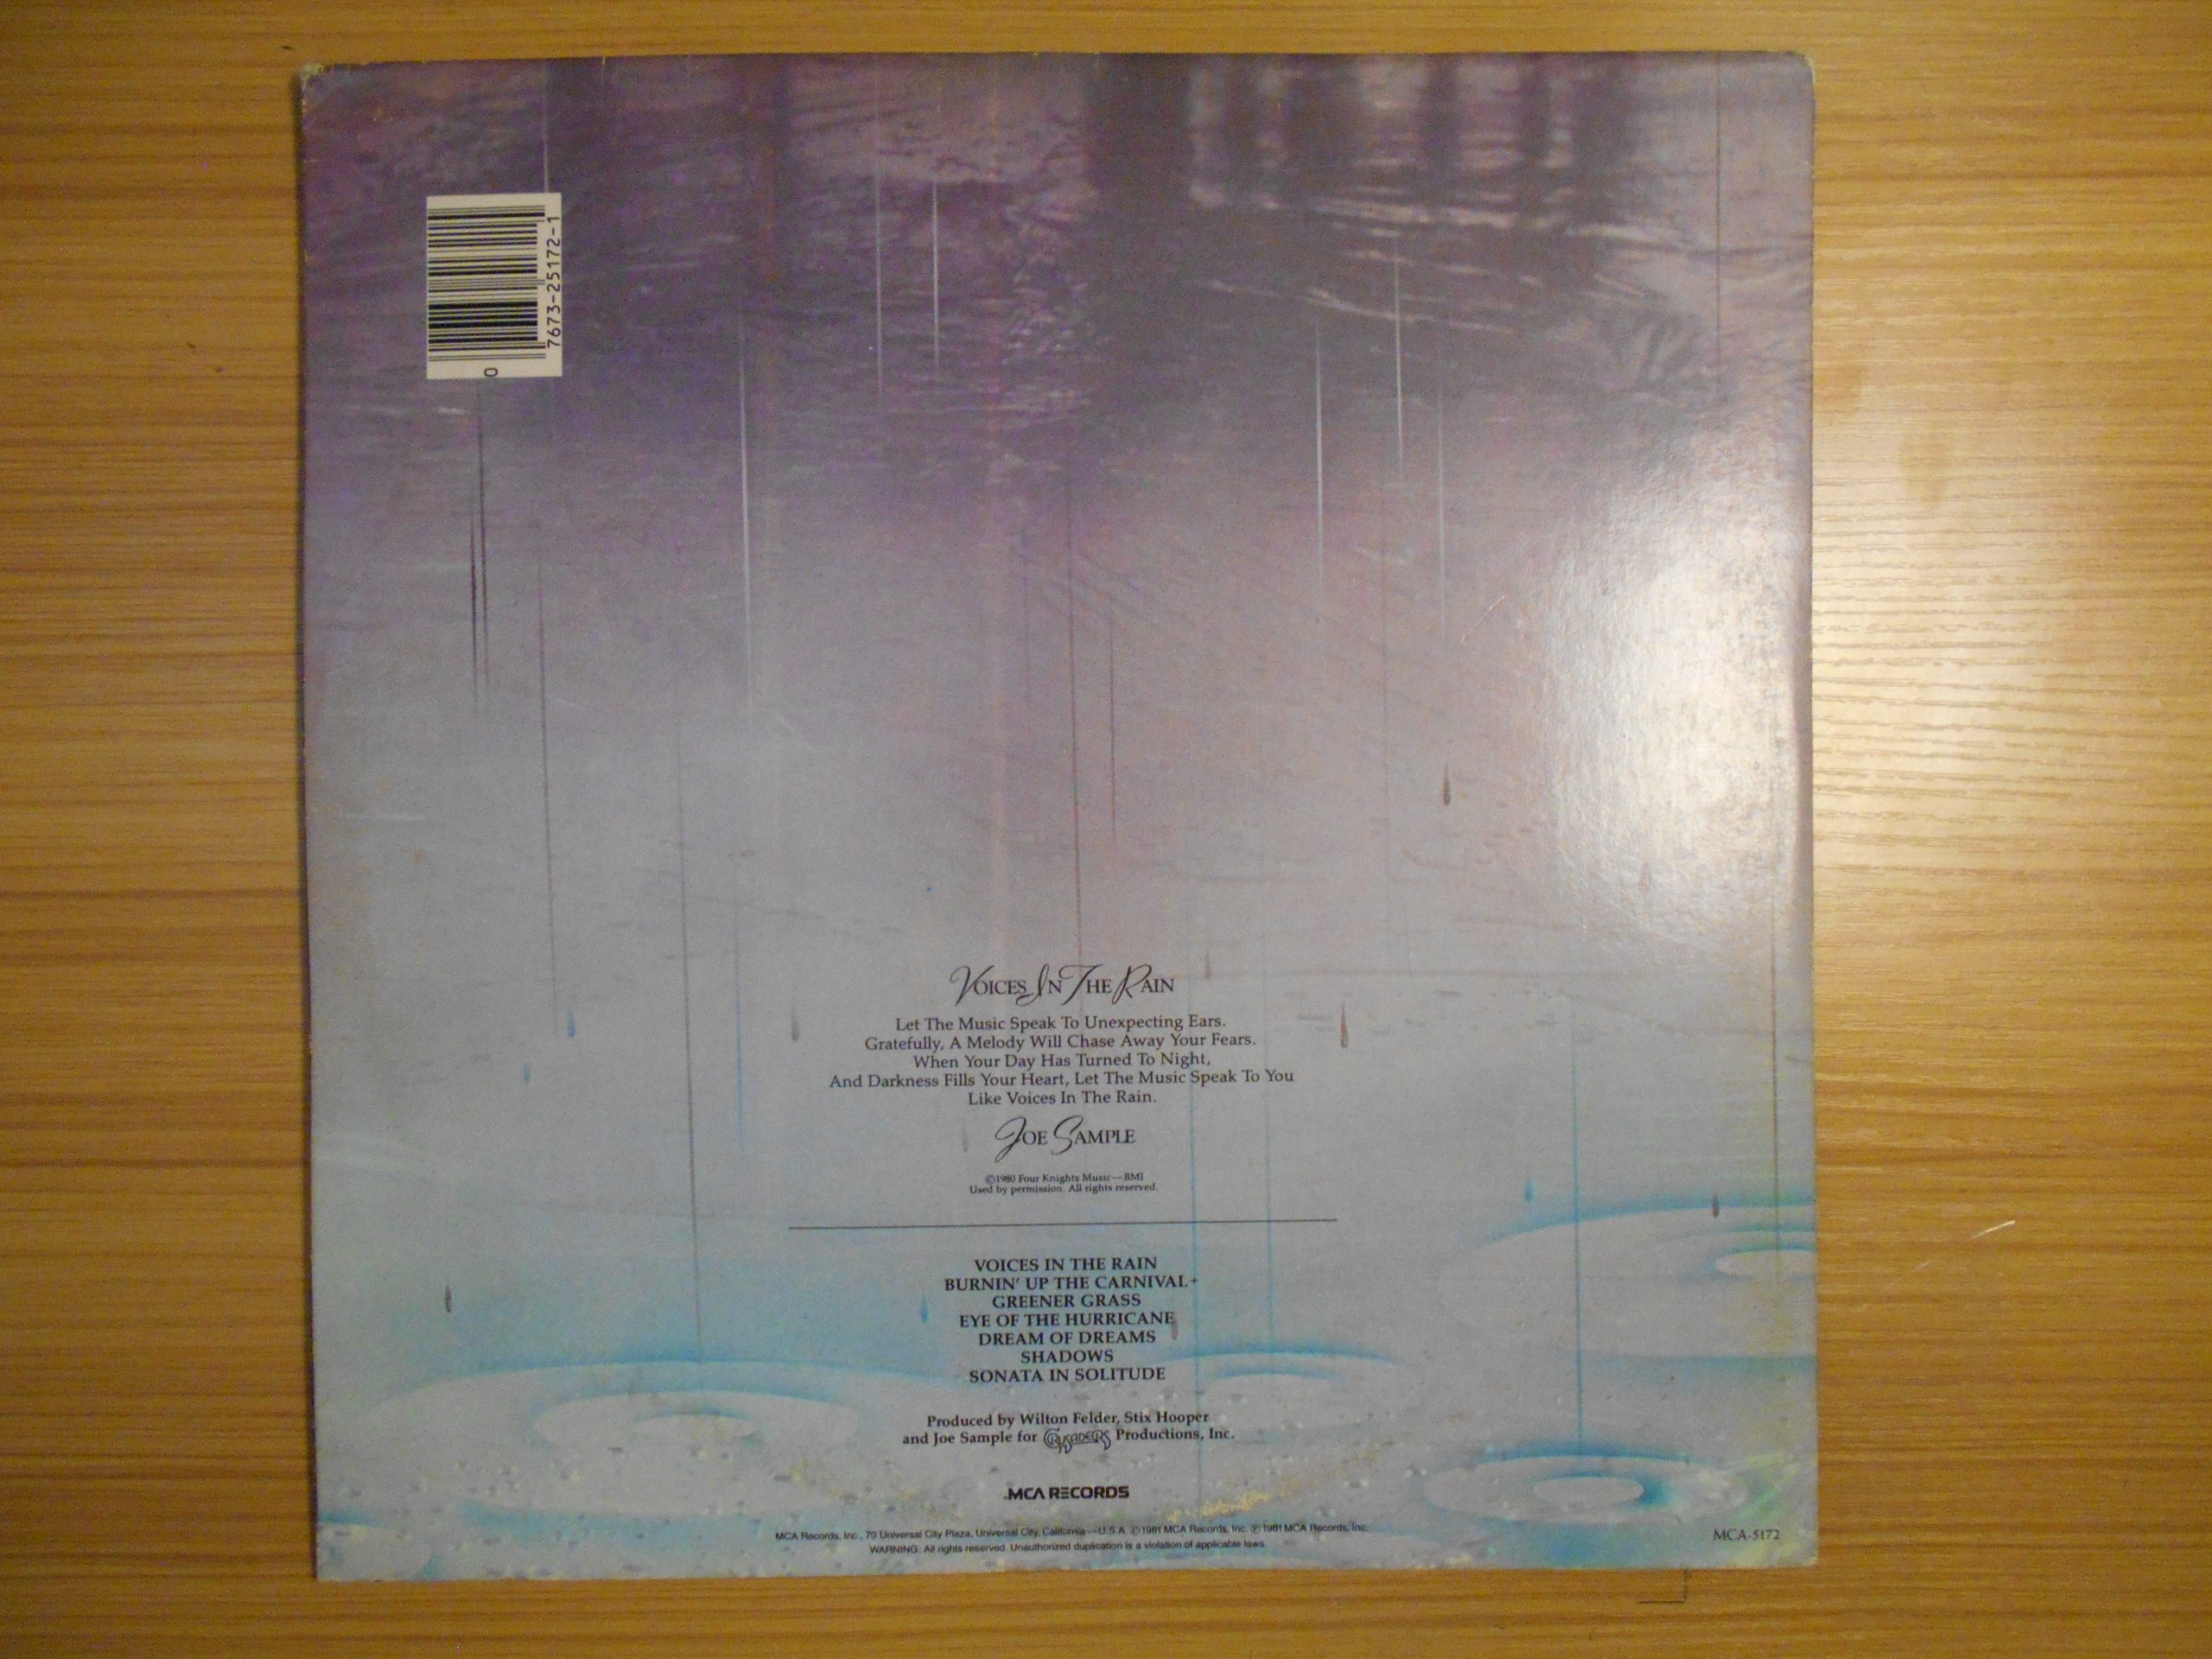 7673-25172-1
0
VOICES IN THE RAIN
Let The Music Speak To Unexpecting Ears.
Gratefully, A Melody Will Chase Away Your Fears.
When Your Day Has Turned To Night,
And Darkness Fills Your Heart, Let The Music Speak To You
Like Voices In The Rain.
JOE SAMPLE
©1980 Four Knights Music—BMI
Used by permission. All rights reserved.
VOICES IN THE RAIN
BURNIN' UP THE CARNIVAL+
GREENER GRASS
EYE OF THE HURRICANE
DREAM OF DREAMS
SHADOWS
SONATA IN SOLITUDE
Produced by Wilton Felder, Stix Hooper
and Joe Sample for CRUSADERS Productions, Inc.
MCA RECORDS
MCA Records, Inc., 70 Universal City Plaza, Universal City, California—U.S.A. ©1981 MCA Records, Inc. ℗ 1981 MCA Records, Inc.
WARNING: All rights reserved. Unauthorized duplication is a violation of applicable laws.
MCA-5172